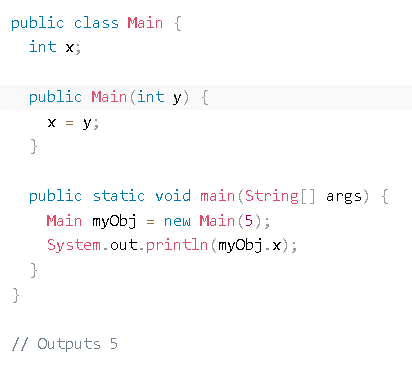 public class Main {
  int x;

  public Main(int y) {
    x = y;
  }

  public static void main(String[] args) {
    Main myObj = new Main(5);
    System.out.println(myObj.x);
  }
}

// Outputs 5